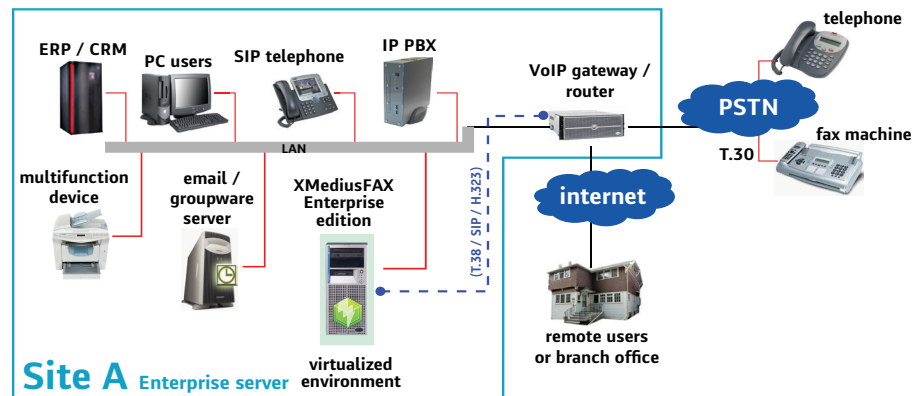 ERP / CRM
PC users
SIP telephone
IP PBX
VoIP gateway /
router
telephone
PSTN
fax machine
T.30
LAN
multifunction
device
email /
groupware
server
XMediusFAX
Enterprise
edition
(T.38 / SIP / H.323)
internet
remote users
or branch office
virtualized
environment
Site A Enterprise server